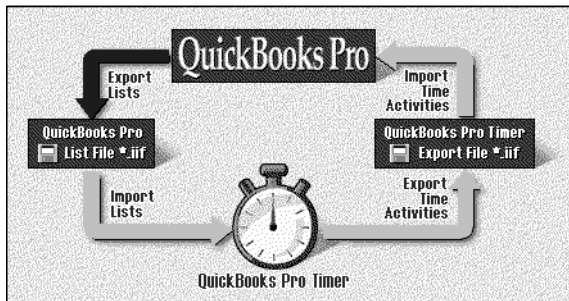 QuickBooks Pro
Export
Lists
Import
Time
Activities
QuickBooks Pro
List File *.iif
QuickBooks Pro Timer
Export File *.iif
Import
Lists
Export
Time
Activities
QuickBooks Pro Timer